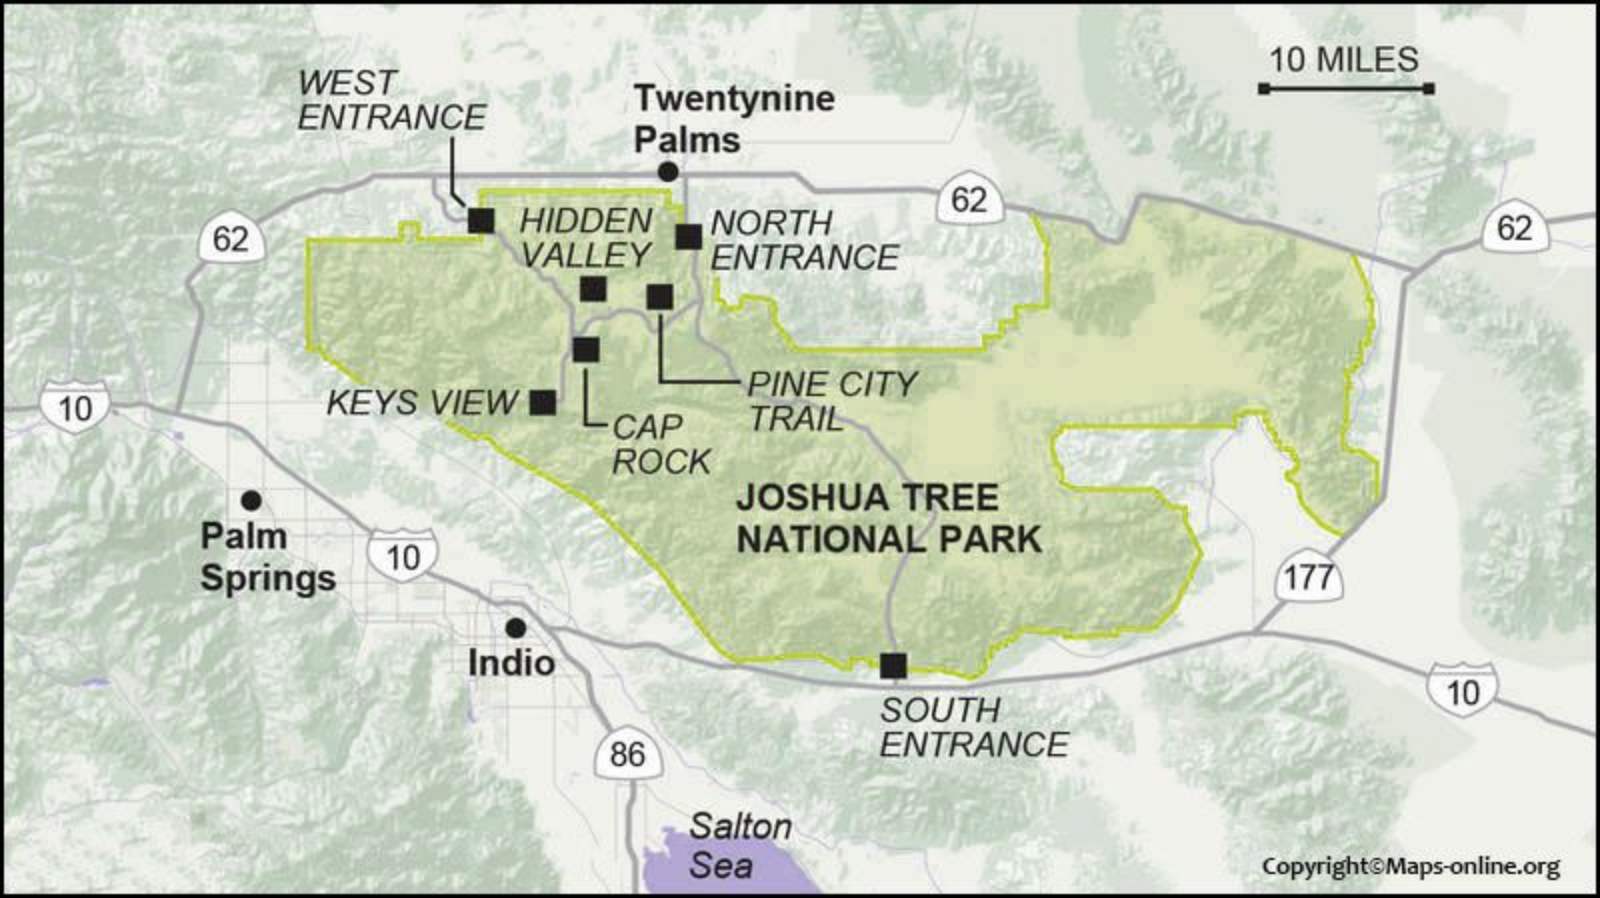 10 MILES
WEST
ENTRANCE
Twentynine
Palms
62
62
62
HIDDEN
VALLEY
NORTH
ENTRANCE
10
KEYS VIEW
PINE CITY
TRAIL
CAP
ROCK
JOSHUA TREE
NATIONAL PARK
Palm
Springs
10
177
Indio
10
SOUTH
ENTRANCE
86
Salton
Sea
Copyright©Maps-online.org